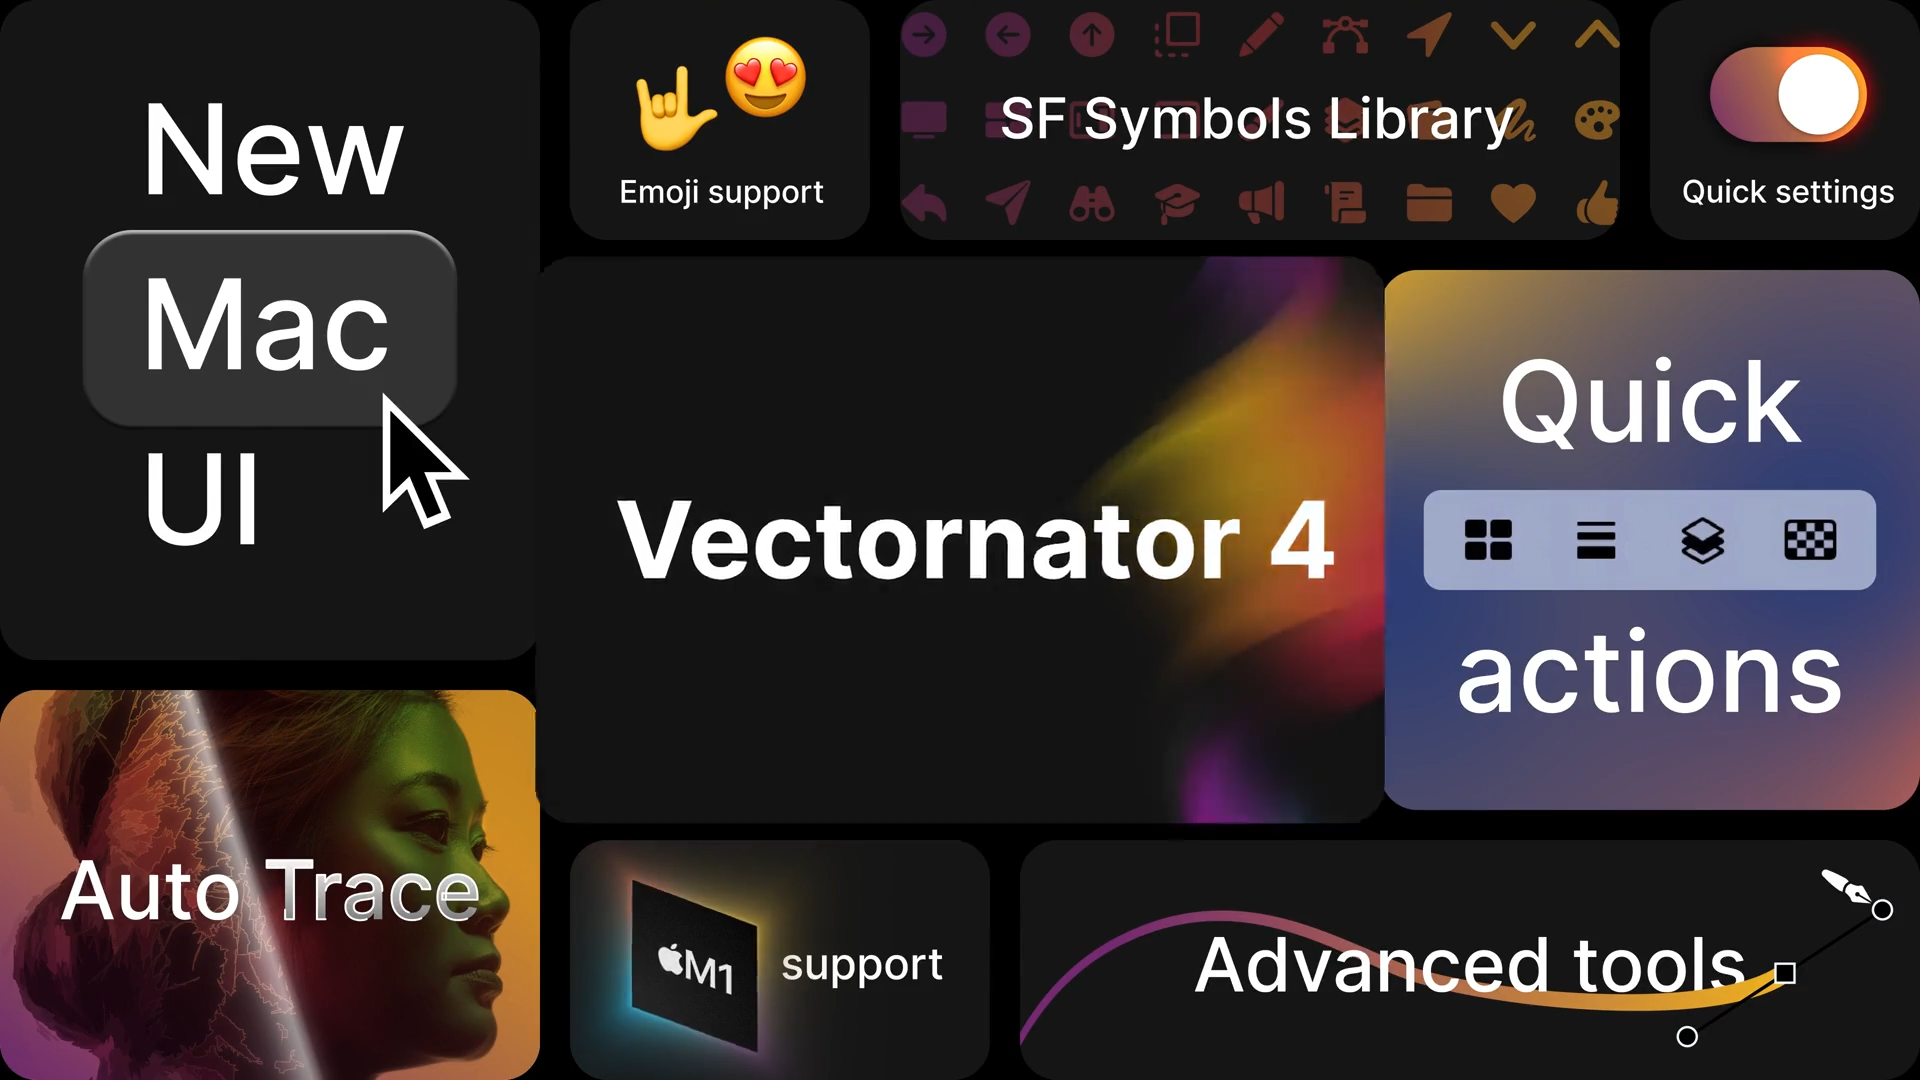 New
Mac
UI
Emoji support
SF Symbols Library
Quick settings
Vectornator 4
Quick
actions
Auto Trace
M1
support
Advanced tools